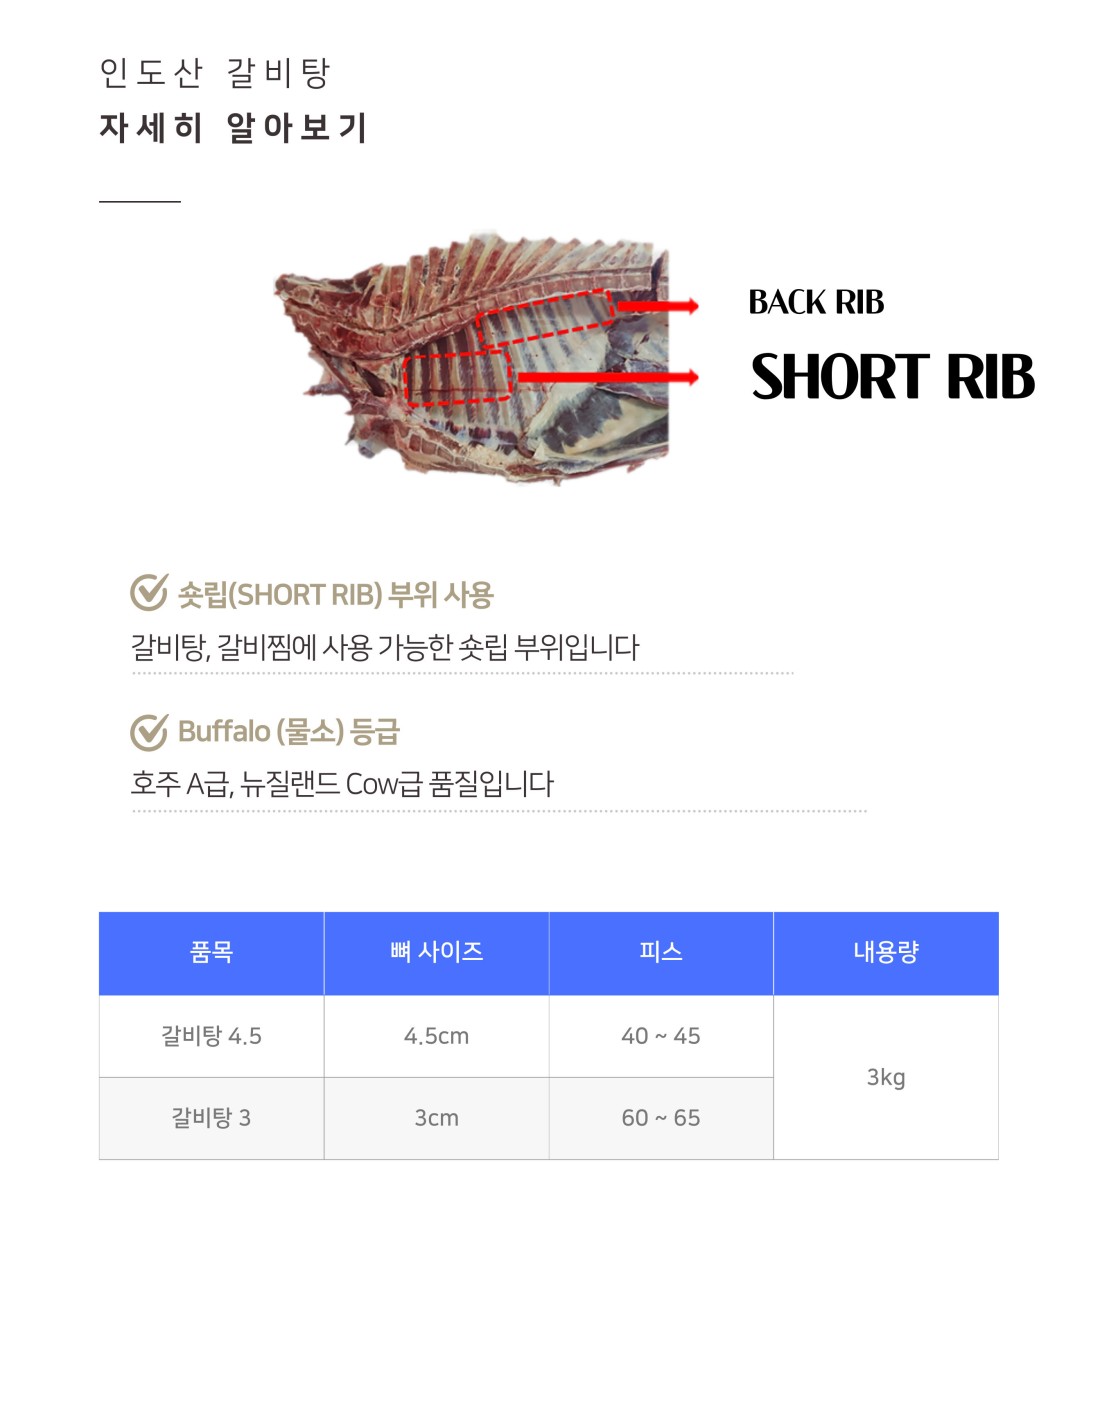 인도산 갈비탕
자세히 알아보기
BACK RIB
SHORT RIB
숏립(SHORT RIB) 부위 사용
갈비탕, 갈비찜에 사용 가능한 숏립 부위입니다
Buffalo (물소) 등급
호주 A급, 뉴질랜드 Cow급 품질입니다
품목 뼈 사이즈 피스 내용량
갈비탕 4.5 4.5cm 40 ~ 45
3kg
갈비탕 3 3cm 60 ~ 65